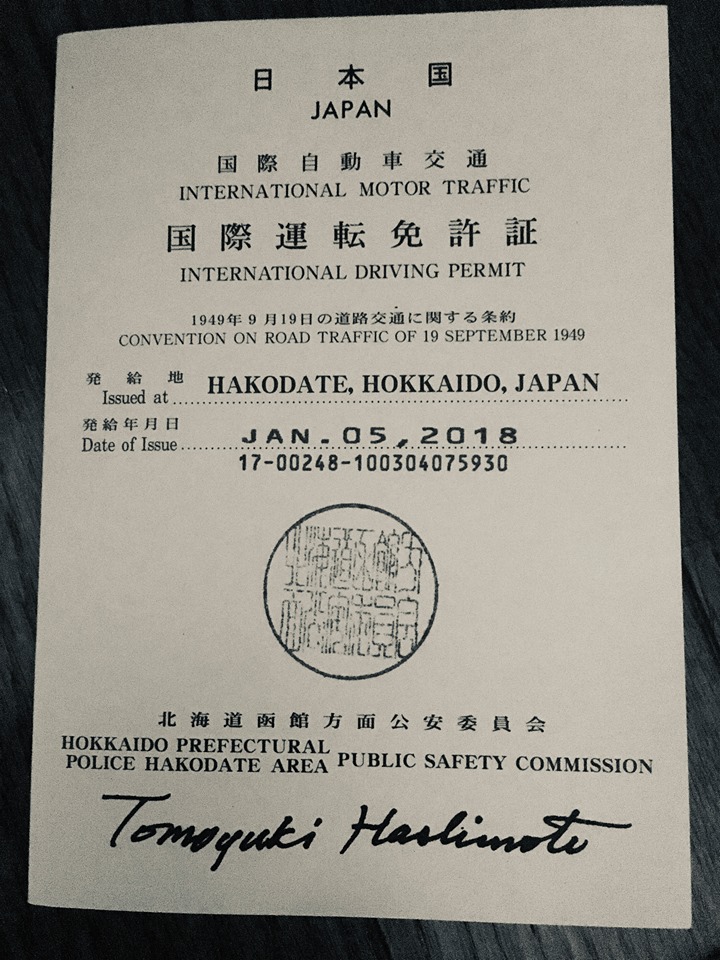 日本国
JAPAN
国際自動車交通
INTERNATIONAL MOTOR TRAFFIC
国際運転免許証
INTERNATIONAL DRIVING PERMIT
1949年9月19日の道路交通に関する条約
CONVENTION ON ROAD TRAFFIC OF 19 SEPTEMBER 1949
発給地
Issued at HAKODATE, HOKKAIDO, JAPAN
発給年月日
Date of Issue JAN.05,2018
17-00248-100304075930
北海道函館方面公安委員会
HOKKAIDO PREFECTURAL
POLICE HAKODATE AREA PUBLIC SAFETY COMMISSION
Tomoyuki Hashimoto